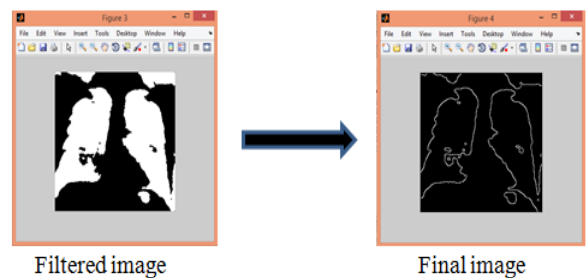 Figure 3
File Edit View Insert Tools Desktop Window Help
Figure 4
File Edit View Insert Tools Desktop Window Help
Filtered image
Final image